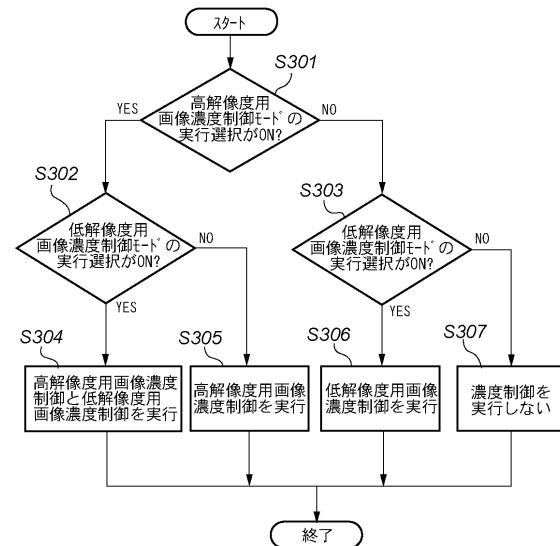 スタート
S301
高解像度用
画像濃度制御モードの
実行選択がON?
YES
NO
S302
低解像度用
画像濃度制御モードの
実行選択がON?
NO
YES
S303
低解像度用
画像濃度制御モードの
実行選択がON?
NO
YES
S304
高解像度用画像濃度
制御と低解像度用
画像濃度制御を実行
S305
高解像度用画像
濃度制御を実行
S306
低解像度用画像
濃度制御を実行
S307
濃度制御を
実行しない
終了